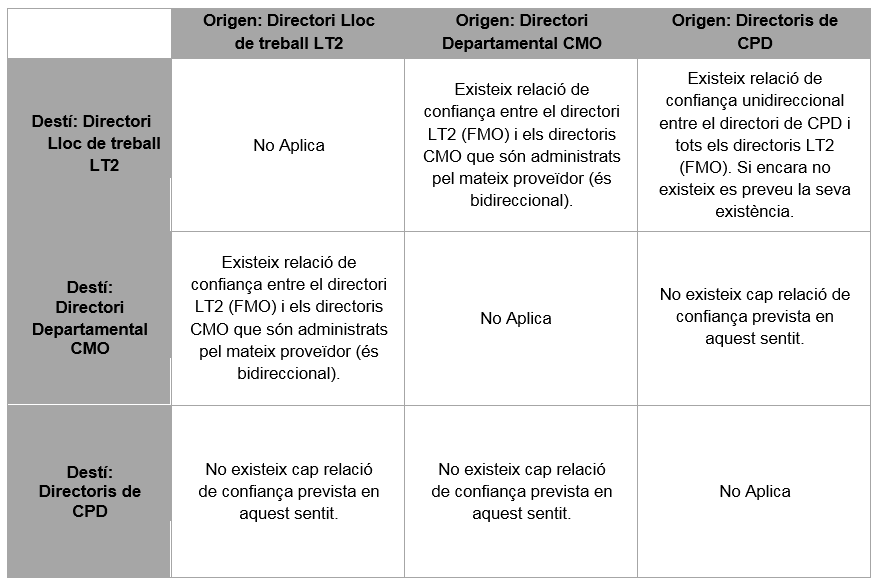 Origen: Directori Lloc
de treball LT2
Origen: Directori
Departamental CMO
Origen: Directoris de
CPD
Destí: Directori
Lloc de treball
LT2
No Aplica
Existeix relació de
confiança entre el directori
LT2 (FMO) i els directoris
CMO que són administrats
pel mateix proveïdor (és
bidireccional).
Existeix relació de
confiança unidireccional
entre el directori de CPD i
tots els directoris LT2
(FMO). Si encara no
existeix es preveu la seva
existència.
Destí:
Directori
Departamental
CMO
Existeix relació de
confiança entre el directori
LT2 (FMO) i els directoris
CMO que són administrats
pel mateix proveïdor (és
bidireccional).
No Aplica
No existeix cap relació de
confiança prevista en
aquest sentit.
Destí:
Directoris de
CPD
No existeix cap relació
de confiança prevista en
aquest sentit.
No existeix cap relació
de confiança prevista en
aquest sentit.
No Aplica